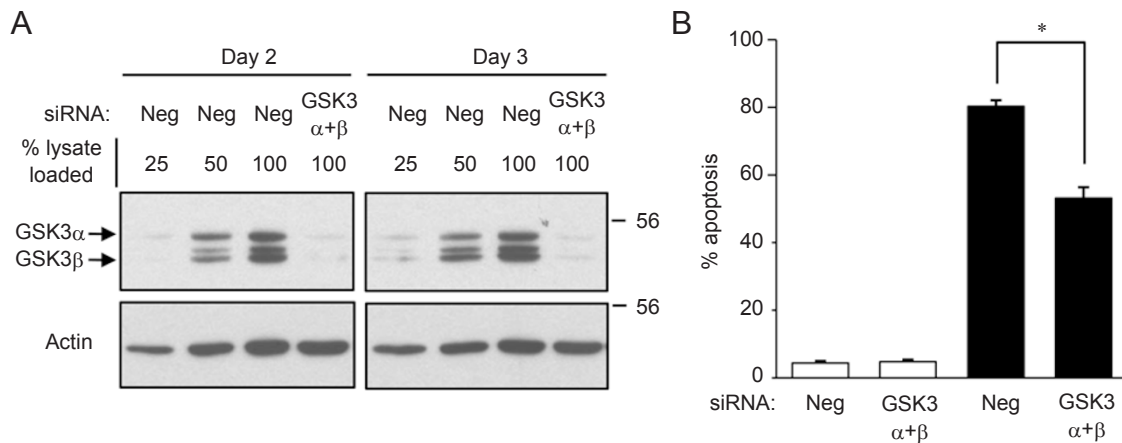 A
Day 2 Day 3
siRNA: Neg Neg Neg GSK3 α+β Neg Neg Neg GSK3 α+β
% lysate loaded 25 50 100 100 25 50 100 100
GSK3α
GSK3β
56
56
Actin
B
*
% apoptosis
100
80
60
40
20
0
siRNA: Neg GSK3 α+β Neg GSK3 α+β